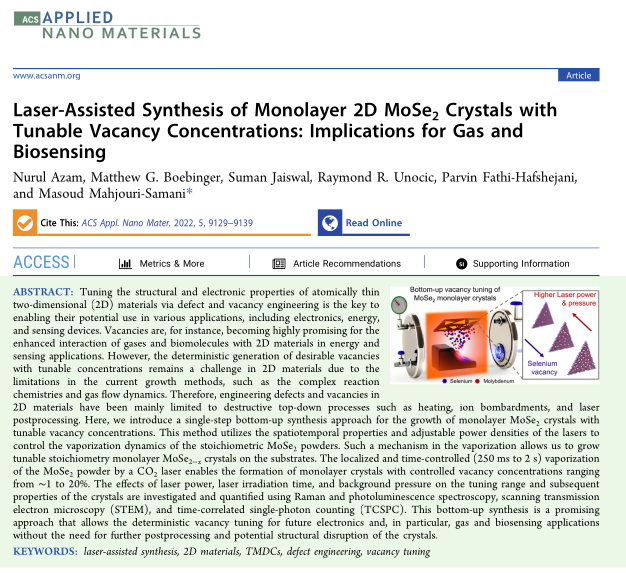 ACS APPLIED
NANO MATERIALS
www.acsanm.org
Article
Laser-Assisted Synthesis of Monolayer 2D MoSe₂ Crystals with
Tunable Vacancy Concentrations: Implications for Gas and
Biosensing
Nurul Azam, Matthew G. Boebinger, Suman Jaiswal, Raymond R. Unocic, Parvin Fathi-Hafshejani,
and Masoud Mahjouri-Samani*
Cite This: ACS Appl. Nano Mater. 2022, 5, 9129–9139
Read Online
ACCESS
Metrics & More
Article Recommendations
SI Supporting Information
ABSTRACT: Tuning the structural and electronic properties of atomically thin
two-dimensional (2D) materials via defect and vacancy engineering is the key to
enabling their potential use in various applications, including electronics, energy,
and sensing devices. Vacancies are, for instance, becoming highly promising for the
enhanced interaction of gases and biomolecules with 2D materials in energy and
sensing applications. However, the deterministic generation of desirable vacancies
with tunable concentrations remains a challenge in 2D materials due to the
limitations in the current growth methods, such as the complex reaction
chemistries and gas flow dynamics. Therefore, engineering defects and vacancies in
2D materials have been mainly limited to destructive top-down processes such as heating, ion bombardments, and laser
postprocessing. Here, we introduce a single-step bottom-up synthesis approach for the growth of monolayer MoSe₂ crystals with
tunable vacancy concentrations. This method utilizes the spatiotemporal properties and adjustable power densities of the lasers to
control the vaporization dynamics of the stoichiometric MoSe₂ powders. Such a mechanism in the vaporization allows us to grow
tunable stoichiometry monolayer MoSe₂₋ₓ crystals on the substrates. The localized and time-controlled (250 ms to 2 s) vaporization
of the MoSe₂ powder by a CO₂ laser enables the formation of monolayer crystals with controlled vacancy concentrations ranging
from ∼1 to 20%. The effects of laser power, laser irradiation time, and background pressure on the tuning range and subsequent
properties of the crystals are investigated and quantified using Raman and photoluminescence spectroscopy, scanning transmission
electron microscopy (STEM), and time-correlated single-photon counting (TCSPC). This bottom-up synthesis is a promising
approach that allows the deterministic vacancy tuning for future electronics and, in particular, gas and biosensing applications
without the need for further postprocessing and potential structural disruption of the crystals.
Bottom-up vacancy tuning of
MoSe₂ monolayer crystals
Higher Laser power
& pressure
Selenium
vacancy
Selenium
Molybdenum
KEYWORDS: laser-assisted synthesis, 2D materials, TMDCs, defect engineering, vacancy tuning